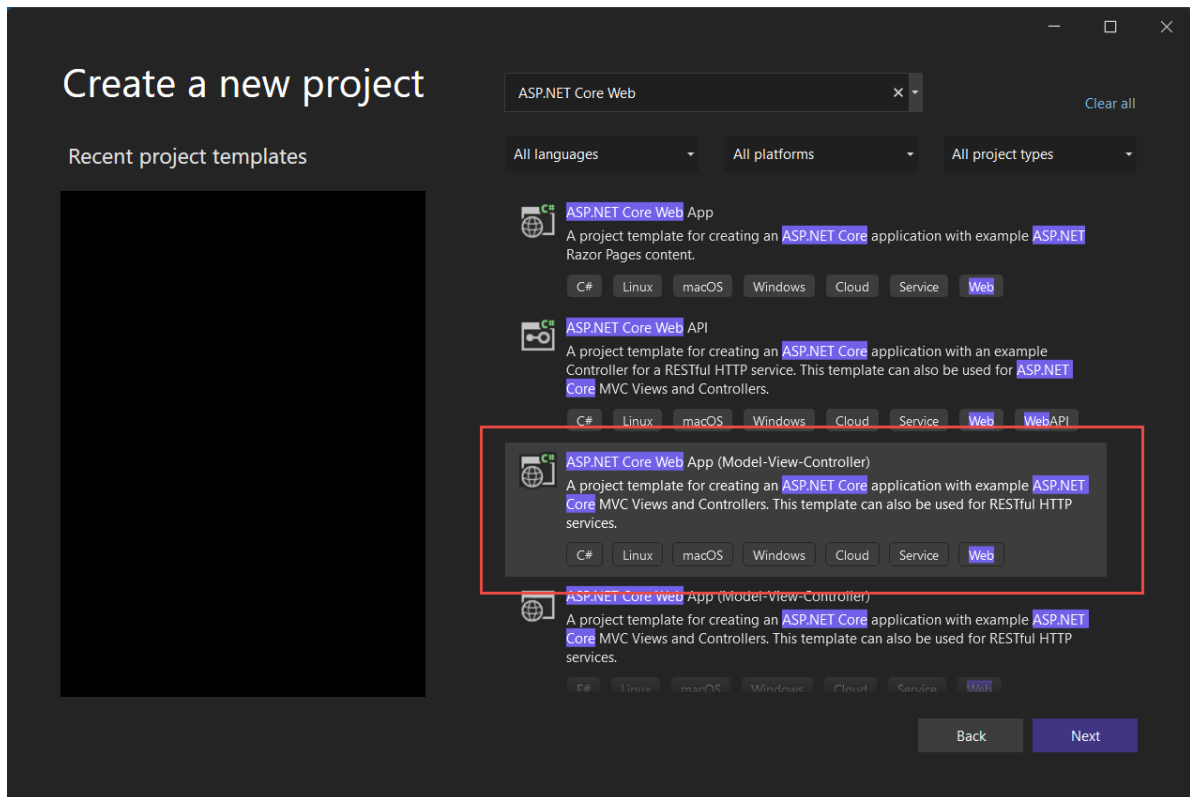 Create a new project
Recent project templates
ASP.NET Core Web
Clear all
All languages
All platforms
All project types
ASP.NET Core Web App
A project template for creating an ASP.NET Core application with example ASP.NET
Razor Pages content.
C# Linux macOS Windows Cloud Service Web
ASP.NET Core Web API
A project template for creating an ASP.NET Core application with an example
Controller for a RESTful HTTP service. This template can also be used for ASP.NET
Core MVC Views and Controllers.
C# Linux macOS Windows Cloud Service Web WebAPI
ASP.NET Core Web App (Model-View-Controller)
A project template for creating an ASP.NET Core application with example ASP.NET
Core MVC Views and Controllers. This template can also be used for RESTful HTTP
services.
C# Linux macOS Windows Cloud Service Web
ASP.NET Core Web App (Model-View-Controller)
A project template for creating an ASP.NET Core application with example ASP.NET
Core MVC Views and Controllers. This template can also be used for RESTful HTTP
services.
F# Linux macOS Windows Cloud Service Web
Back
Next